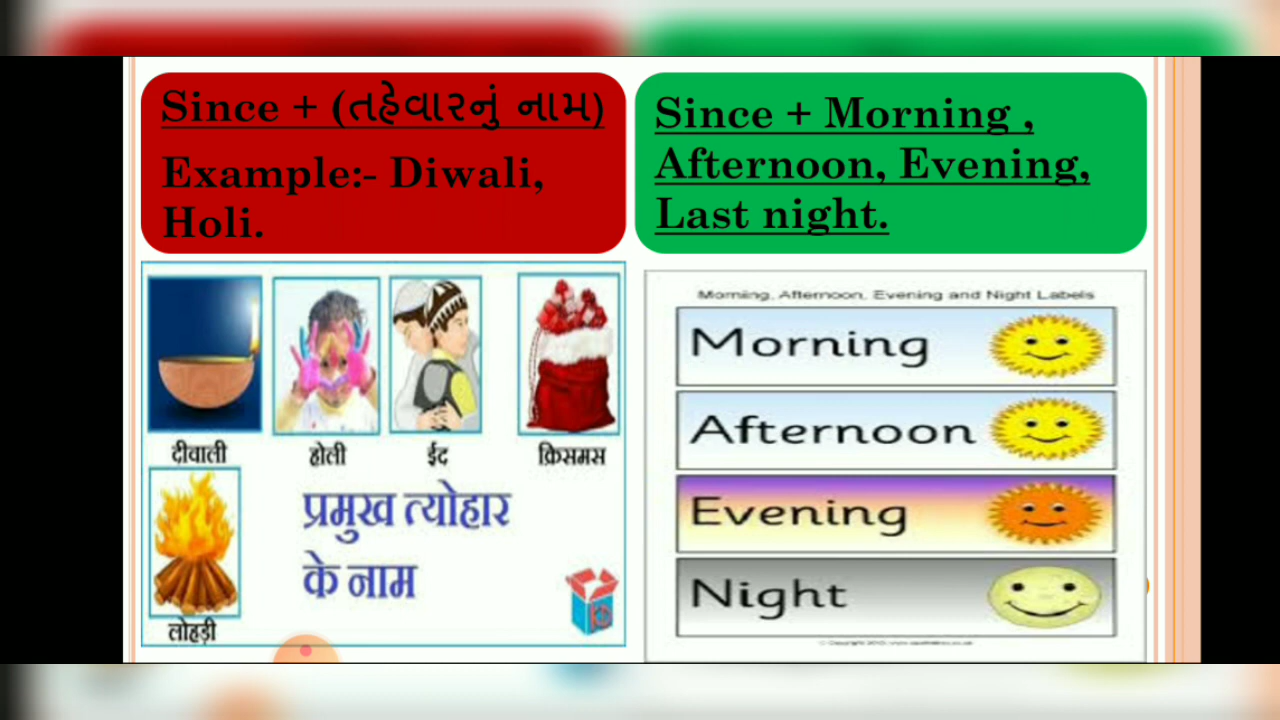 Since + (તહેવારનું નામ)
Example:- Diwali,
Holi.
Since + Morning ,
Afternoon, Evening,
Last night.
दीवाली
होली
ईद
क्रिसमस
लोहड़ी
प्रमुख त्योहार
के नाम
Morning, Afternoon, Evening and Night Labels
Morning
Afternoon
Evening
Night